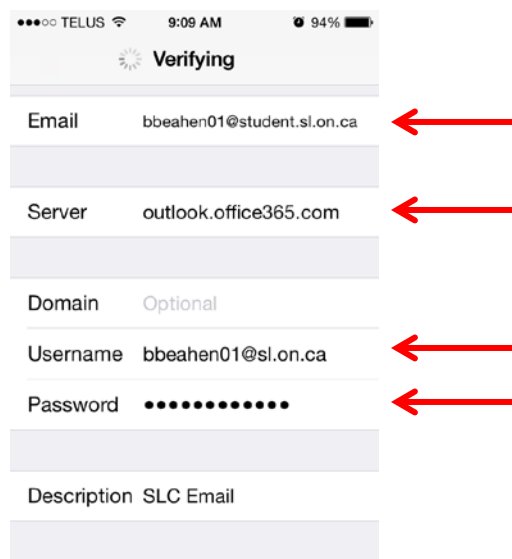 TELUS 9:09 AM 94%
Verifying
Email bbeahen01@student.sl.on.ca
Server outlook.office365.com
Domain Optional
Username bbeahen01@sl.on.ca
Password ●●●●●●●●●●●●
Description SLC Email